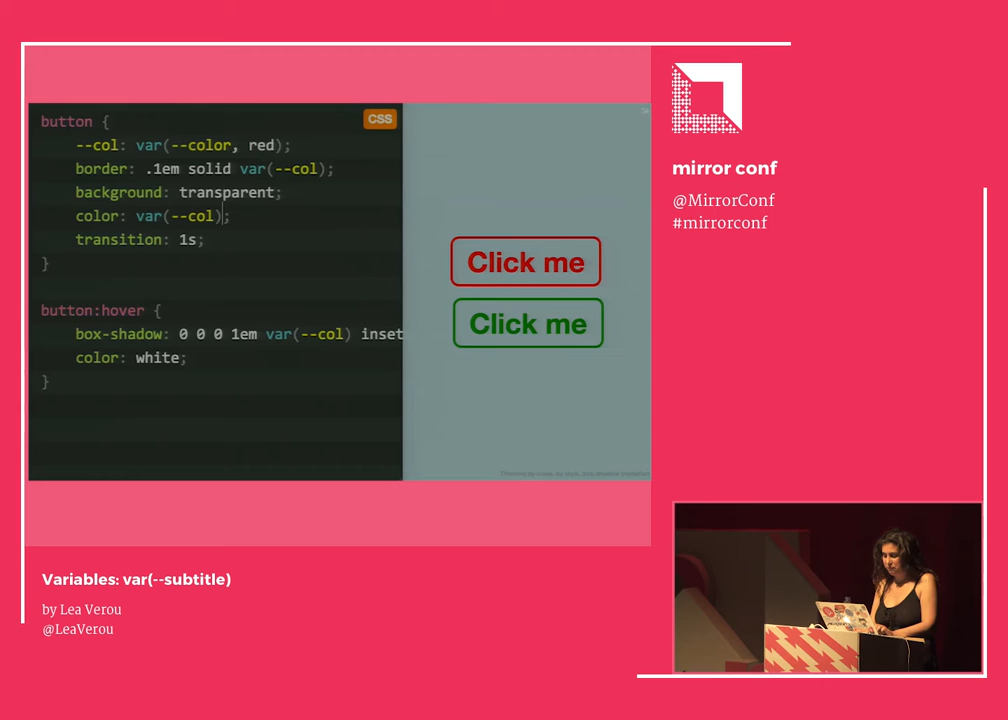 CSS
button {
--col: var(--color, red);
border: .1em solid var(--col);
background: transparent;
color: var(--col);
transition: 1s;
}
button:hover {
box-shadow: 0 0 0 1em var(--col) inset
color: white;
}
Click me
Click me
mirror conf
@MirrorConf
#mirrorconf
Variables: var(--subtitle)
by Lea Verou
@LeaVerou